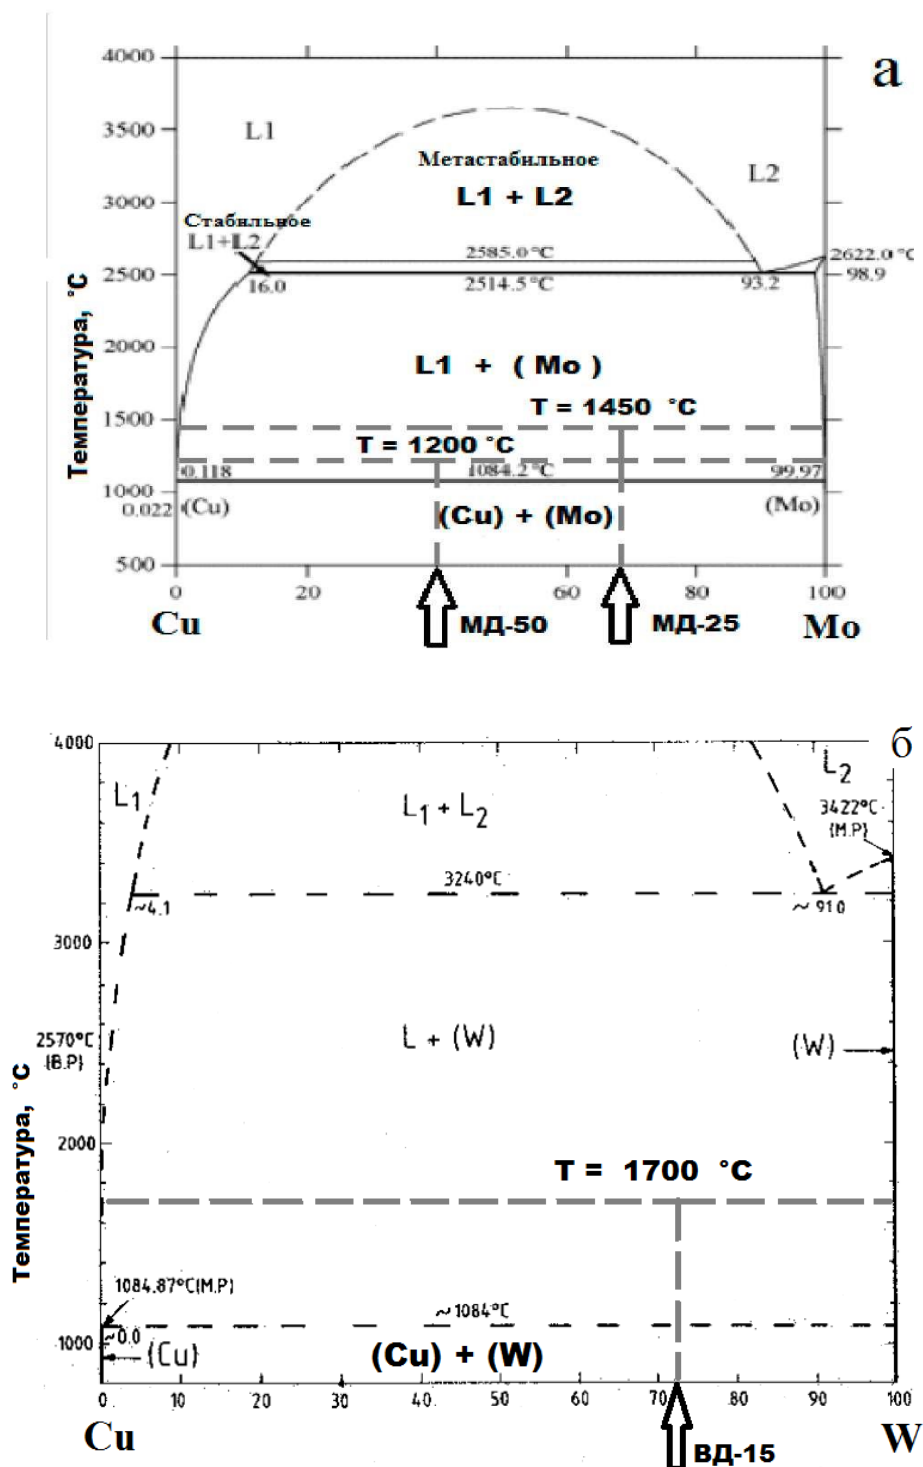 4000
а
3500
L1
Метастабильное
L2
3000
L1 + L2
Стабильное
L1+L2
2585.0°C
2622.0°C
2500
16.0
2514.5°C
93.2
98.9
Температура, °C
2000
L1 + ( Mo )
T = 1450 °C
1500
T = 1200 °C
0.118
1084.2°C
99.97
1000
0.022
(Cu)
(Cu) + (Mo)
(Mo)
500
0
20
60
80
100
Cu
МД-50
МД-25
Mo
4000
б
L1
L1 + L2
L2
3422°C
(M.P)
3240°C
~4.1
~ 91.0
3000
2570°C
(B.P)
L + (W)
(W)
Температура, °C
2000
T = 1700 °C
1084.87°C(M.P)
~1084°C
~0.0
1000
(Cu)
(Cu) + (W)
0
10
20
30
40
50
60
70
80
90
100
Cu
ВД-15
W